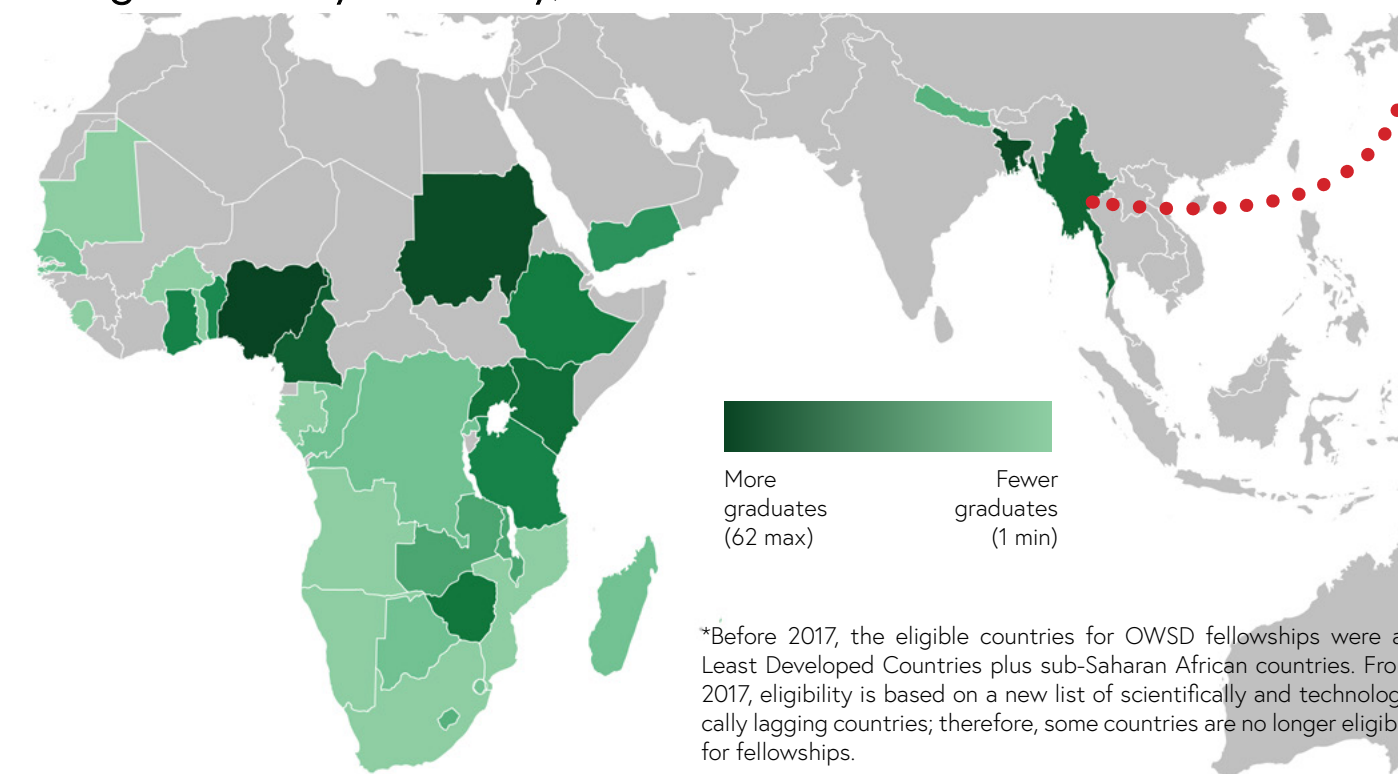 More
graduates
(62 max)
Fewer
graduates
(1 min)
*Before 2017, the eligible countries for OWSD fellowships were a
Least Developed Countries plus sub-Saharan African countries. Fro
2017, eligibility is based on a new list of scientifically and technolog
cally lagging countries; therefore, some countries are no longer eligib
for fellowships.